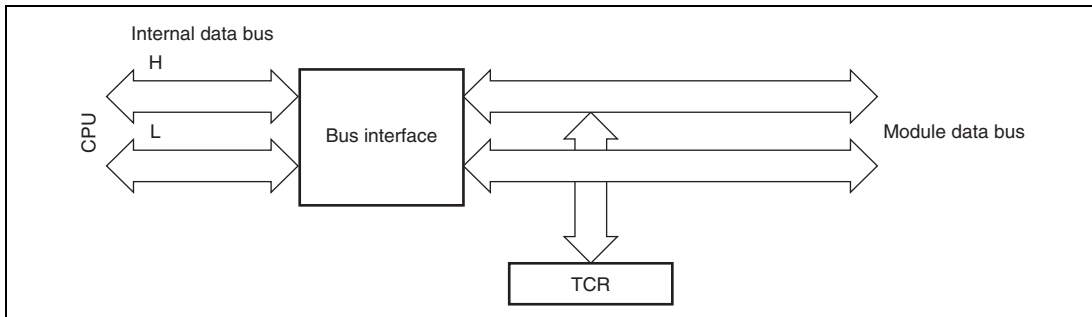 Internal data bus
H
CPU
L
Bus interface
Module data bus
TCR